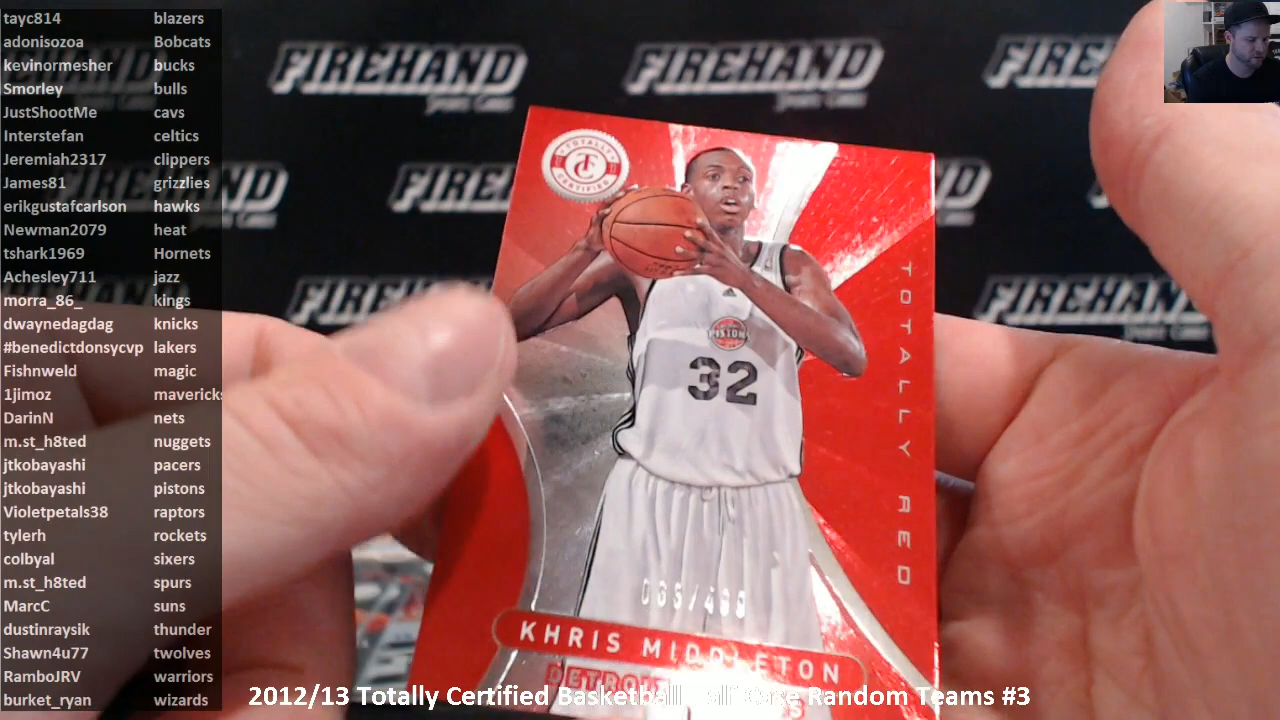 tayc814 blazers
adonisozoa Bobcats
kevinormesher bucks
Smorley bulls
JustShootMe cavs
Interstefan celtics
Jeremiah2317 clippers
James81 grizzlies
erikgustafcarlson hawks
Newman2079 heat
tshark1969 Hornets
Achesley711 jazz
morra_86_ kings
dwaynedagdag knicks
#benedictdonsycvp lakers
Fishnweld magic
1jimoz mavericks
DarinN nets
m.st_h8ted nuggets
jtkobayashi pacers
jtkobayashi pistons
Violetpetals38 raptors
tylerh rockets
colbyal sixers
m.st_h8ted spurs
MarcC suns
dustinraysik thunder
Shawn4u77 twolves
RamboJRV warriors
burket_ryan wizards
FIREHAND FIREHAND FIREHAND
FIREHAND FIREHAND FIREHAND
FIREHAND FIREHAND
TOTALLY
TC
CERTIFIED
PISTONS
32
TOTALLY RED
KHRIS MIDDLETON
2012/13 Totally Certified Basketball Random Teams #3